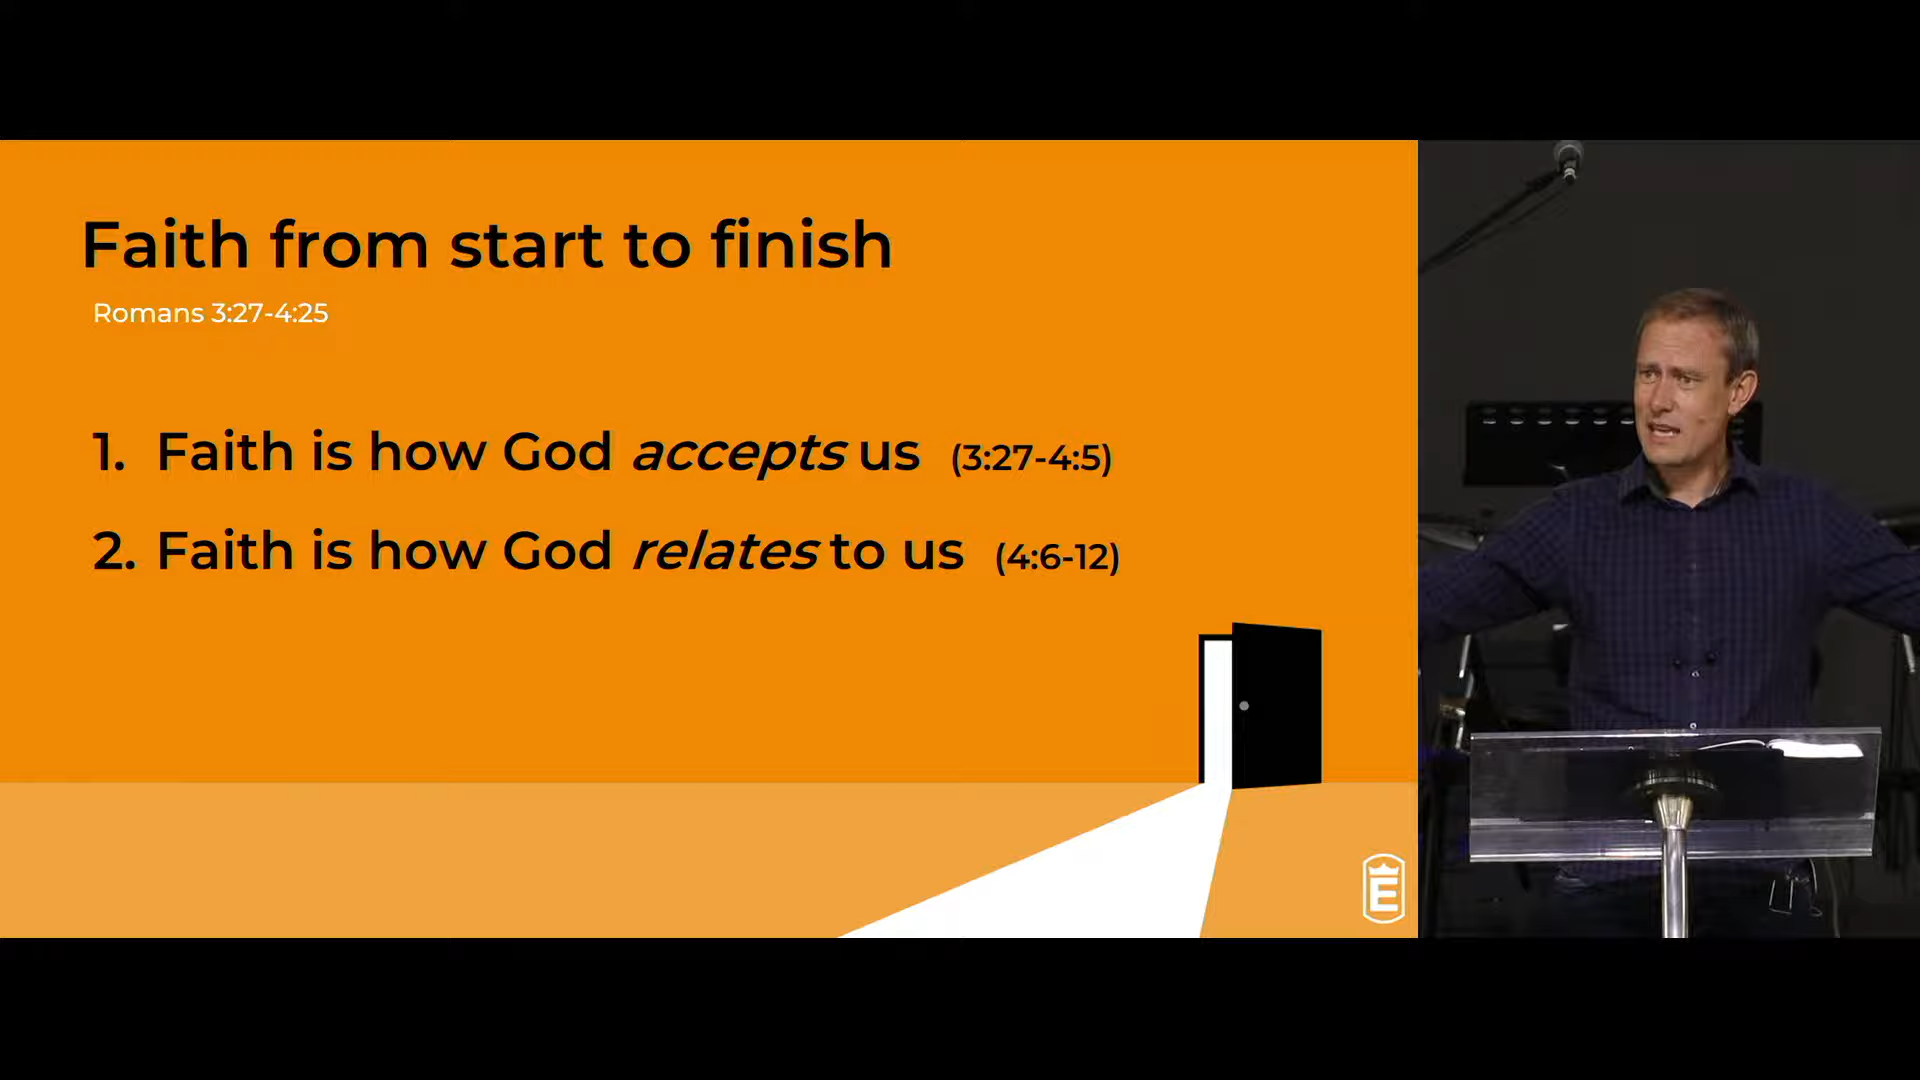 Faith from start to finish
Romans 3:27-4:25
1. Faith is how God accepts us (3:27-4:5)
2. Faith is how God relates to us (4:6-12)
E